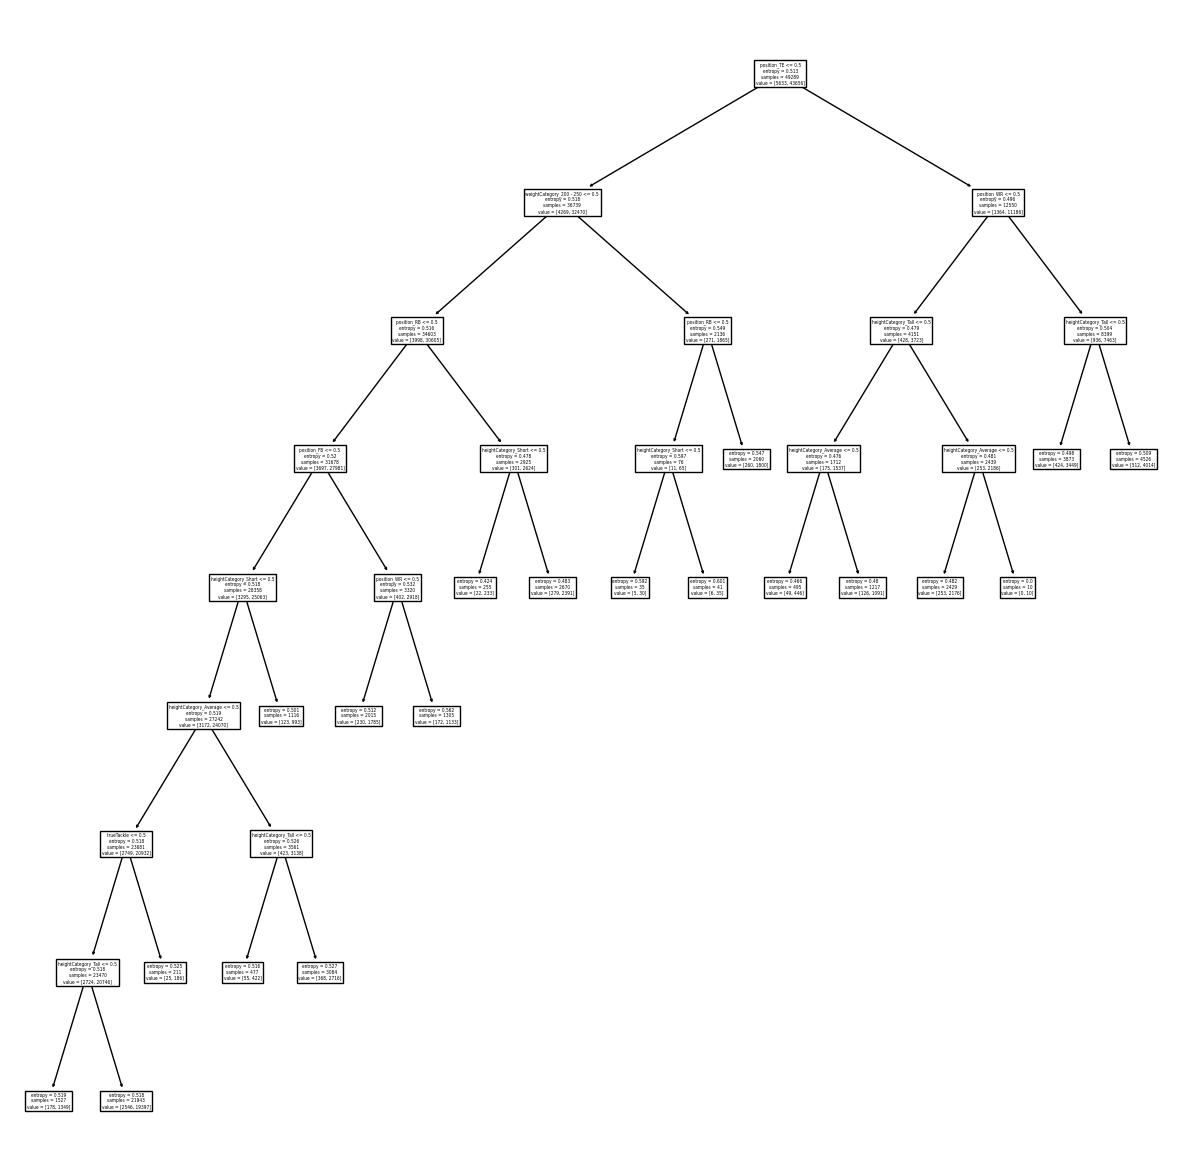 position_TE <= 0.5
entropy = 0.513
samples = 49289
value = [5633, 43656]
weightCategory_200 - 250 <= 0.5
entropy = 0.518
samples = 36739
value = [4269, 32470]
position_WR <= 0.5
entropy = 0.496
samples = 12550
value = [1364, 11186]
position_RB <= 0.5
entropy = 0.516
samples = 34603
value = [3998, 30605]
position_RB <= 0.5
entropy = 0.549
samples = 2136
value = [271, 1865]
heightCategory_Tall <= 0.5
entropy = 0.479
samples = 4151
value = [428, 3723]
heightCategory_Tall <= 0.5
entropy = 0.504
samples = 8399
value = [936, 7463]
position_FB <= 0.5
entropy = 0.52
samples = 31678
value = [3697, 27981]
heightCategory_Short <= 0.5
entropy = 0.478
samples = 2925
value = [301, 2624]
heightCategory_Short <= 0.5
entropy = 0.597
samples = 76
value = [11, 65]
entropy = 0.547
samples = 2060
value = [260, 1800]
heightCategory_Average <= 0.5
entropy = 0.476
samples = 1712
value = [175, 1537]
heightCategory_Average <= 0.5
entropy = 0.481
samples = 2439
value = [253, 2186]
entropy = 0.498
samples = 3873
value = [424, 3449]
entropy = 0.509
samples = 4526
value = [512, 4014]
heightCategory_Short <= 0.5
entropy = 0.518
samples = 28358
value = [3295, 25063]
position_WR <= 0.5
entropy = 0.532
samples = 3320
value = [402, 2918]
entropy = 0.424
samples = 255
value = [22, 233]
entropy = 0.483
samples = 2670
value = [279, 2391]
entropy = 0.592
samples = 35
value = [5, 30]
entropy = 0.601
samples = 41
value = [6, 35]
entropy = 0.466
samples = 495
value = [49, 446]
entropy = 0.48
samples = 1217
value = [126, 1091]
entropy = 0.482
samples = 2429
value = [253, 2176]
entropy = 0.0
samples = 10
value = [0, 10]
heightCategory_Average <= 0.5
entropy = 0.519
samples = 27242
value = [3172, 24070]
entropy = 0.501
samples = 1116
value = [123, 993]
entropy = 0.512
samples = 2015
value = [230, 1785]
entropy = 0.562
samples = 1305
value = [172, 1133]
trueTackle <= 0.5
entropy = 0.518
samples = 23681
value = [2749, 20932]
heightCategory_Tall <= 0.5
entropy = 0.526
samples = 3561
value = [423, 3138]
heightCategory_Tall <= 0.5
entropy = 0.518
samples = 23470
value = [2724, 20746]
entropy = 0.525
samples = 211
value = [25, 186]
entropy = 0.516
samples = 477
value = [55, 422]
entropy = 0.527
samples = 3084
value = [368, 2716]
entropy = 0.519
samples = 1527
value = [178, 1349]
entropy = 0.518
samples = 21943
value = [2546, 19397]